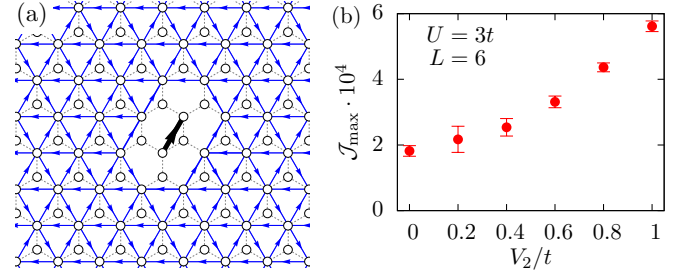 (a)
(b)
U = 3t
L = 6
𝒥max · 10⁴
6
4
2
0
0 0.2 0.4 0.6 0.8 1
V₂/t